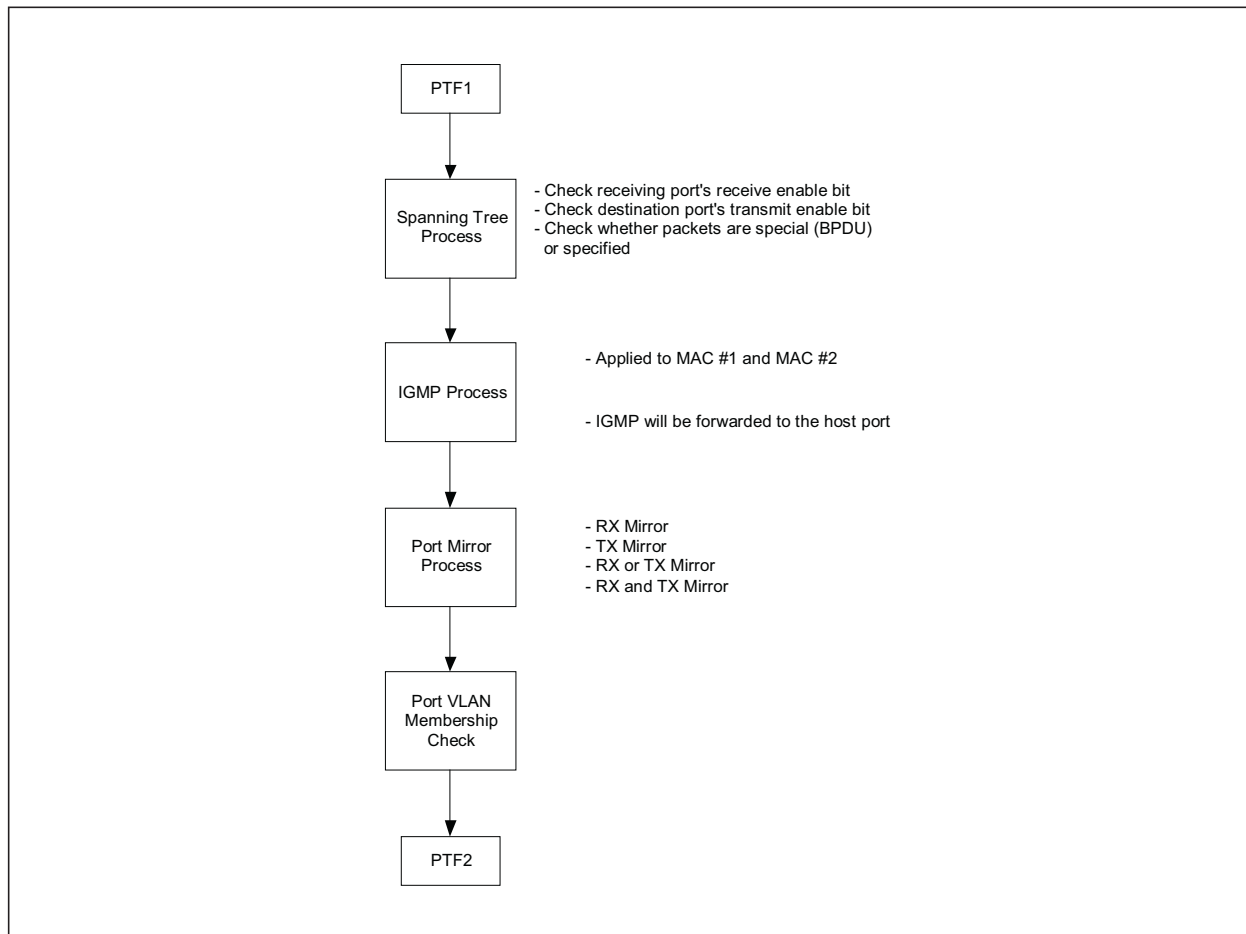 PTF1
Spanning Tree
Process
- Check receiving port's receive enable bit
- Check destination port's transmit enable bit
- Check whether packets are special (BPDU)
or specified
IGMP Process
- Applied to MAC #1 and MAC #2
- IGMP will be forwarded to the host port
Port Mirror
Process
- RX Mirror
- TX Mirror
- RX or TX Mirror
- RX and TX Mirror
Port VLAN
Membership
Check
PTF2